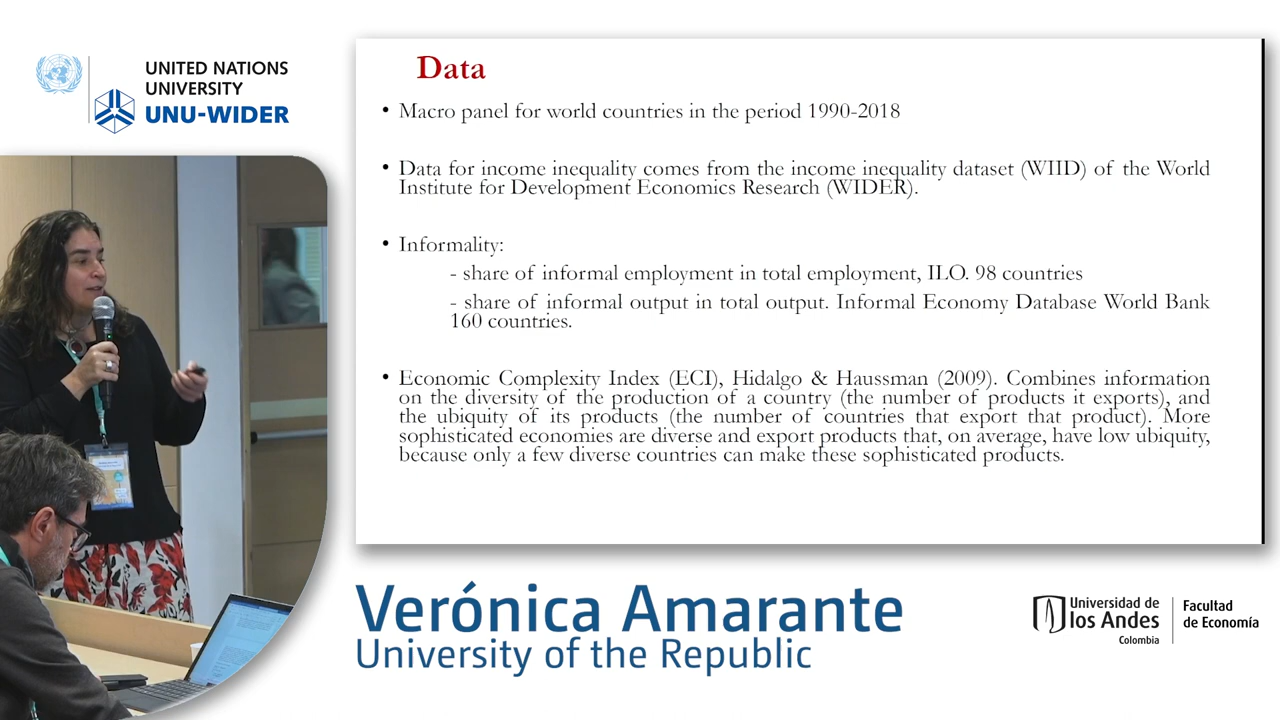 UNITED NATIONS
UNIVERSITY
UNU-WIDER
Data
• Macro panel for world countries in the period 1990-2018
• Data for income inequality comes from the income inequality dataset (WIID) of the World
Institute for Development Economics Research (WIDER).
• Informality:
- share of informal employment in total employment, ILO. 98 countries
- share of informal output in total output. Informal Economy Database World Bank
160 countries.
• Economic Complexity Index (ECI), Hidalgo & Haussman (2009). Combines information
on the diversity of the production of a country (the number of products it exports), and
the ubiquity of its products (the number of countries that export that product). More
sophisticated economies are diverse and export products that, on average, have low ubiquity,
because only a few diverse countries can make these sophisticated products.
Verónica Amarante
University of the Republic
Universidad de
los Andes
Colombia
Facultad
de Economía